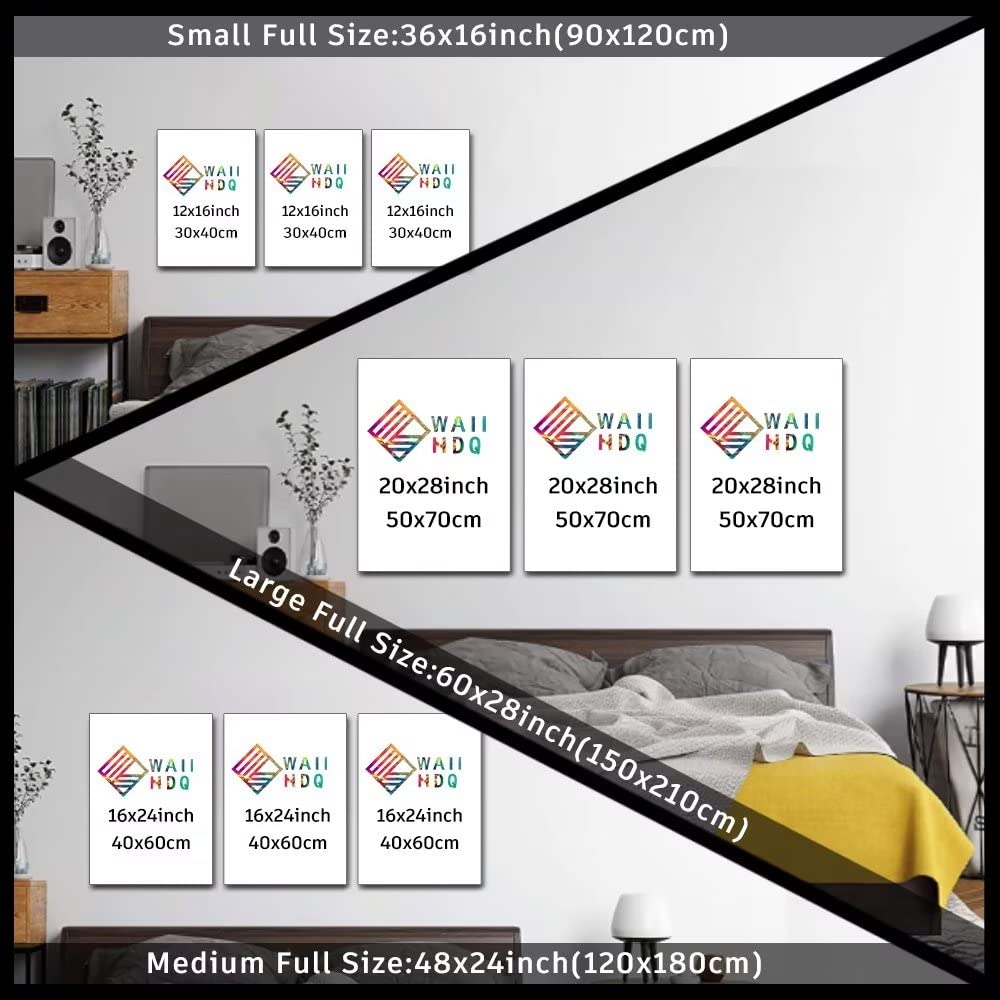 Small Full Size:36x16inch(90x120cm)
WAII WAII WAII
NDQ NDQ NDQ
12x16inch 12x16inch 12x16inch
30x40cm 30x40cm 30x40cm
WAII WAII WAII
NDQ NDQ NDQ
20x28inch 20x28inch 20x28inch
50x70cm 50x70cm 50x70cm
Large Full Size:60x28inch(150x210cm)
WAII WAII WAII
NDQ NDQ NDQ
16x24inch 16x24inch 16x24inch
40x60cm 40x60cm 40x60cm
Medium Full Size:48x24inch(120x180cm)